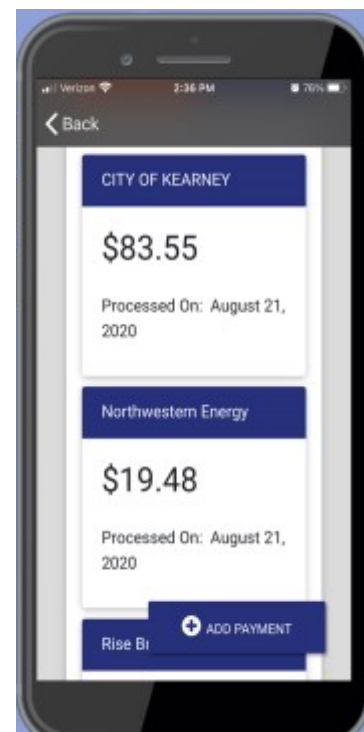 Verizon 2:36 PM 76%
Back
CITY OF KEARNEY
$83.55
Processed On: August 21,
2020
Northwestern Energy
$19.48
Processed On: August 21,
2020
ADD PAYMENT
Rise